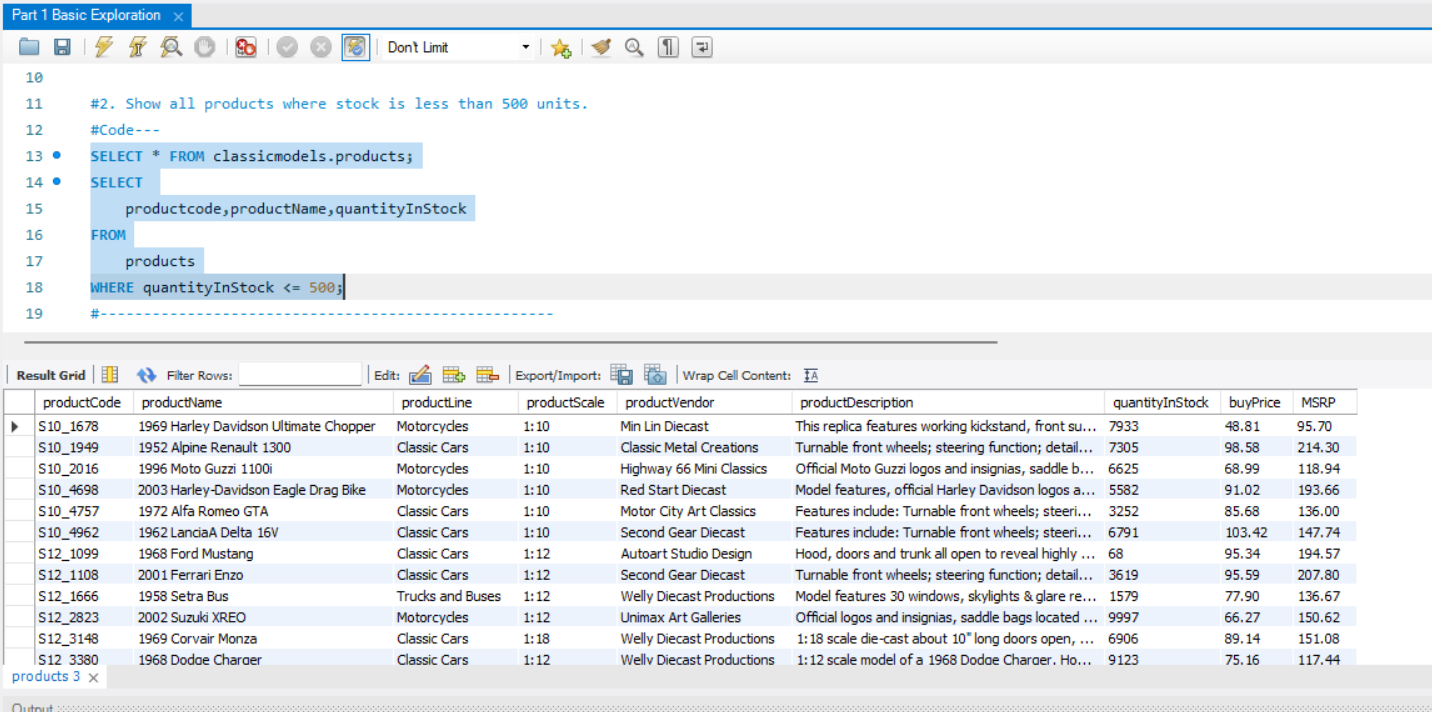 Part 1 Basic Exploration
Don't Limit
10
11 #2. Show all products where stock is less than 500 units.
12 #Code---
13 SELECT * FROM classicmodels.products;
14 SELECT
15 productcode,productName,quantityInStock
16 FROM
17 products
18 WHERE quantityInStock <= 500;
19 #----------------------------------------------------
Result Grid Filter Rows: Edit: Export/Import: Wrap Cell Content:
productCode productName productLine productScale productVendor productDescription quantityInStock buyPrice MSRP
S10_1678 1969 Harley Davidson Ultimate Chopper Motorcycles 1:10 Min Lin Diecast This replica features working kickstand, front su... 7933 48.81 95.70
S10_1949 1952 Alpine Renault 1300 Classic Cars 1:10 Classic Metal Creations Turnable front wheels; steering function; detail... 7305 98.58 214.30
S10_2016 1996 Moto Guzzi 1100i Motorcycles 1:10 Highway 66 Mini Classics Official Moto Guzzi logos and insignias, saddle b... 6625 68.99 118.94
S10_4698 2003 Harley-Davidson Eagle Drag Bike Motorcycles 1:10 Red Start Diecast Model features, official Harley Davidson logos a... 5582 91.02 193.66
S10_4757 1972 Alfa Romeo GTA Classic Cars 1:10 Motor City Art Classics Features include: Turnable front wheels; steeri... 3252 85.68 136.00
S10_4962 1962 LanciaA Delta 16V Classic Cars 1:10 Second Gear Diecast Features include: Turnable front wheels; steeri... 6791 103.42 147.74
S12_1099 1968 Ford Mustang Classic Cars 1:12 Autoart Studio Design Hood, doors and trunk all open to reveal highly ... 68 95.34 194.57
S12_1108 2001 Ferrari Enzo Classic Cars 1:12 Second Gear Diecast Turnable front wheels; steering function; detail... 3619 95.59 207.80
S12_1666 1958 Setra Bus Trucks and Buses 1:12 Welly Diecast Productions Model features 30 windows, skylights & glare re... 1579 77.90 136.67
S12_2823 2002 Suzuki XREO Motorcycles 1:12 Unimax Art Galleries Official logos and insignias, saddle bags located ... 9997 66.27 150.62
S12_3148 1969 Corvair Monza Classic Cars 1:18 Welly Diecast Productions 1:18 scale die-cast about 10" long doors open, ... 6906 89.14 151.08
S12_3380 1968 Dodge Charger Classic Cars 1:12 Welly Diecast Productions 1:12 scale model of a 1968 Dodge Charger. Ho... 9123 75.16 117.44
products 3
Output